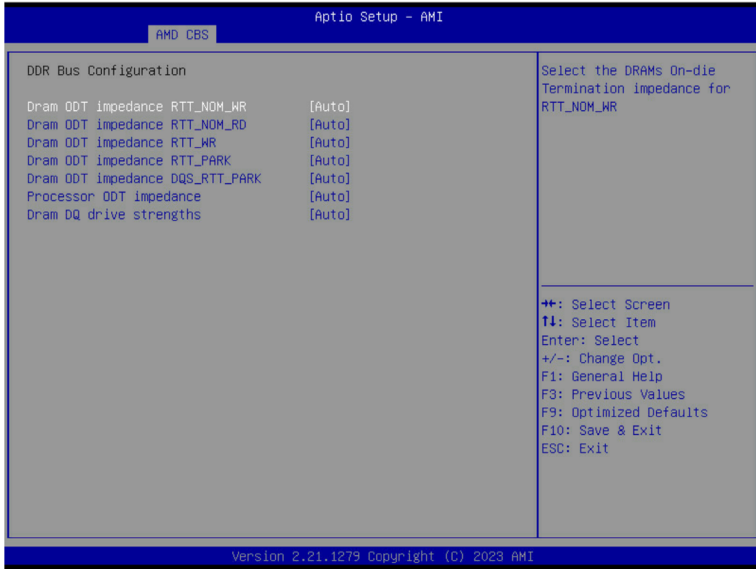 Aptio Setup - AMI
AMD CBS
DDR Bus Configuration
Dram ODT impedance RTT_NOM_WR [Auto]
Dram ODT impedance RTT_NOM_RD [Auto]
Dram ODT impedance RTT_WR [Auto]
Dram ODT impedance RTT_PARK [Auto]
Dram ODT impedance DQS_RTT_PARK [Auto]
Processor ODT impedance [Auto]
Dram DQ drive strengths [Auto]
Select the DRAMs On-die
Termination impedance for
RTT_NOM_WR
→←: Select Screen
↑↓: Select Item
Enter: Select
+/-: Change Opt.
F1: General Help
F3: Previous Values
F9: Optimized Defaults
F10: Save & Exit
ESC: Exit
Version 2.21.1279 Copyright (C) 2023 AMI